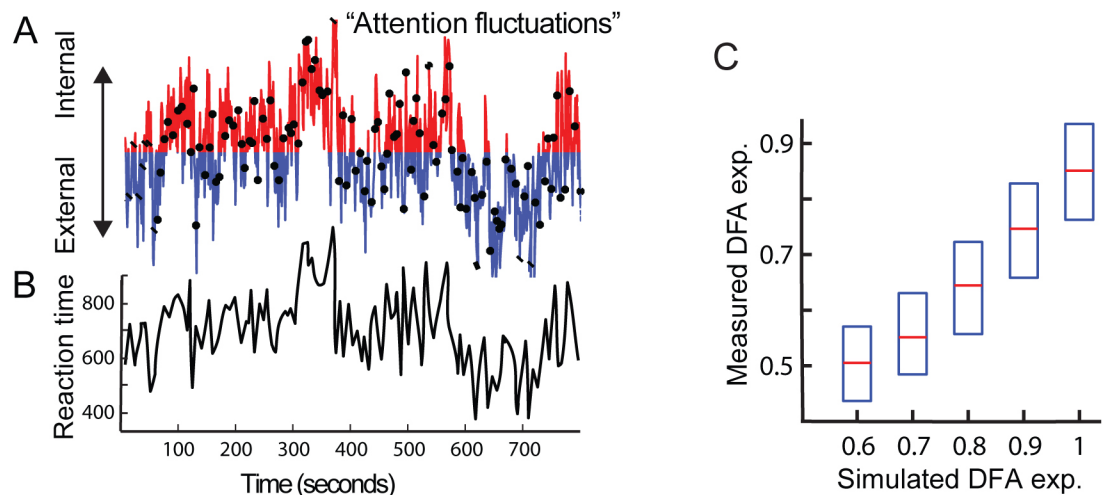 A
"Attention fluctuations"
Internal
External
B
Reaction time
800
600
400
100 200 300 400 500 600 700
Time (seconds)
C
Measured DFA exp.
0.9
0.7
0.5
0.6 0.7 0.8 0.9 1
Simulated DFA exp.